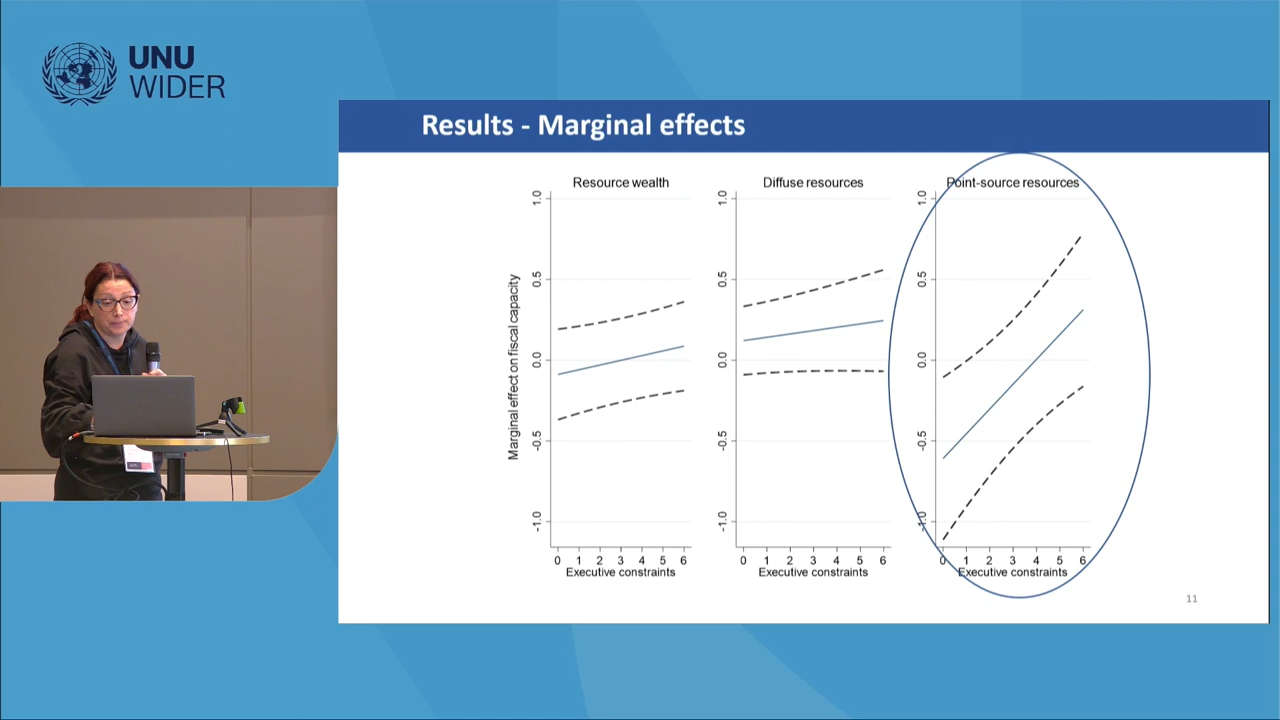 UNU
WIDER
Results - Marginal effects
Resource wealth
Diffuse resources
Point-source resources
Marginal effect on fiscal capacity
1.0
0.5
0.0
-0.5
-1.0
1.0
0.5
0.0
-0.5
-1.0
1.0
0.5
0.0
-0.5
-1.0
0 1 2 3 4 5 6
0 1 2 3 4 5 6
0 1 2 3 4 5 6
Executive constraints
Executive constraints
Executive constraints
11